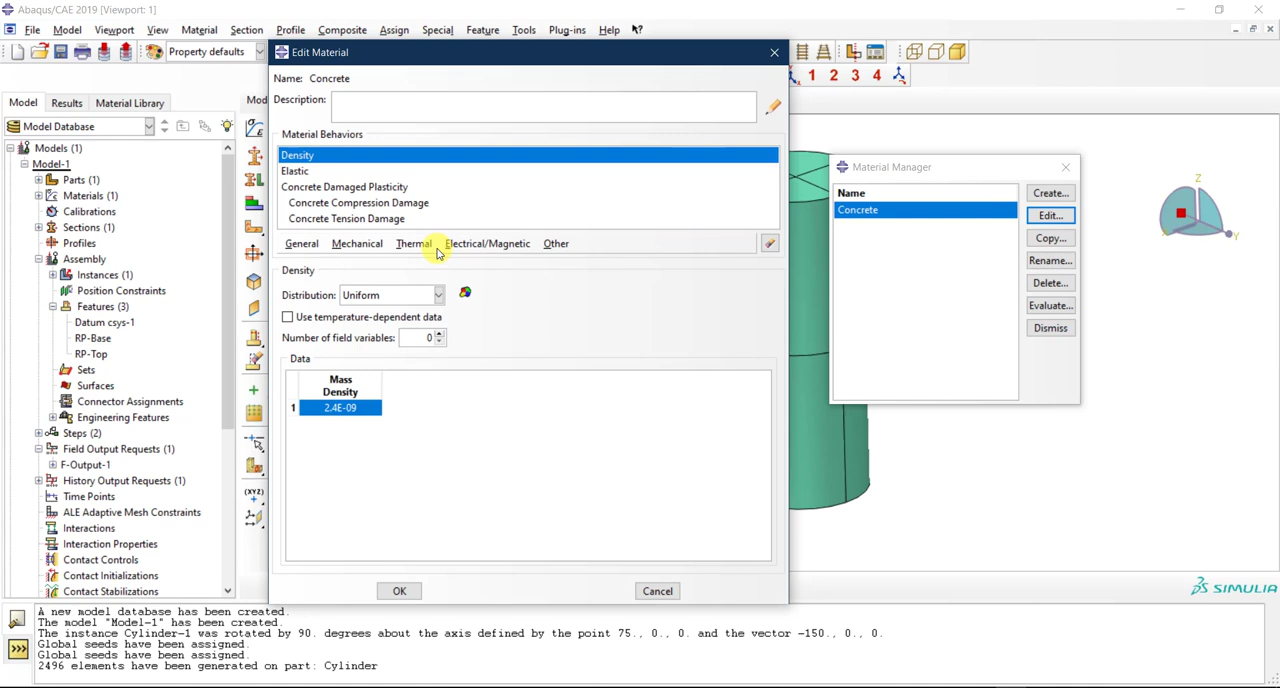 Abaqus/CAE 2019 [Viewport: 1]
File Model Viewport View Material Section Profile Composite Assign Special Feature Tools Plug-ins Help
Property defaults
1 2 3 4
Model Results Material Library
Mod
Model Database
Models (1)
Model-1
Parts (1)
Materials (1)
Calibrations
Sections (1)
Profiles
Assembly
Instances (1)
Position Constraints
Features (3)
Datum csys-1
RP-Base
RP-Top
Sets
Surfaces
Connector Assignments
Engineering Features
Steps (2)
Field Output Requests (1)
F-Output-1
History Output Requests (1)
Time Points
ALE Adaptive Mesh Constraints
Interactions
Interaction Properties
Contact Controls
Contact Initializations
Contact Stabilizations
(XYZ)
Edit Material
Name: Concrete
Description:
Material Behaviors
Density
Elastic
Concrete Damaged Plasticity
Concrete Compression Damage
Concrete Tension Damage
General Mechanical Thermal Electrical/Magnetic Other
Density
Distribution: Uniform
Use temperature-dependent data
Number of field variables: 0
Data
Mass
Density
1 2.4E-09
OK Cancel
Material Manager
Name
Concrete
Create...
Edit...
Copy...
Rename...
Delete...
Evaluate...
Dismiss
Z
Y
SIMULIA
A new model database has been created.
The model "Model-1" has been created.
The instance Cylinder-1 was rotated by 90. degrees about the axis defined by the point 75., 0., 0. and the vector -150., 0., 0.
Global seeds have been assigned.
Global seeds have been assigned.
2496 elements have been generated on part: Cylinder
>>>